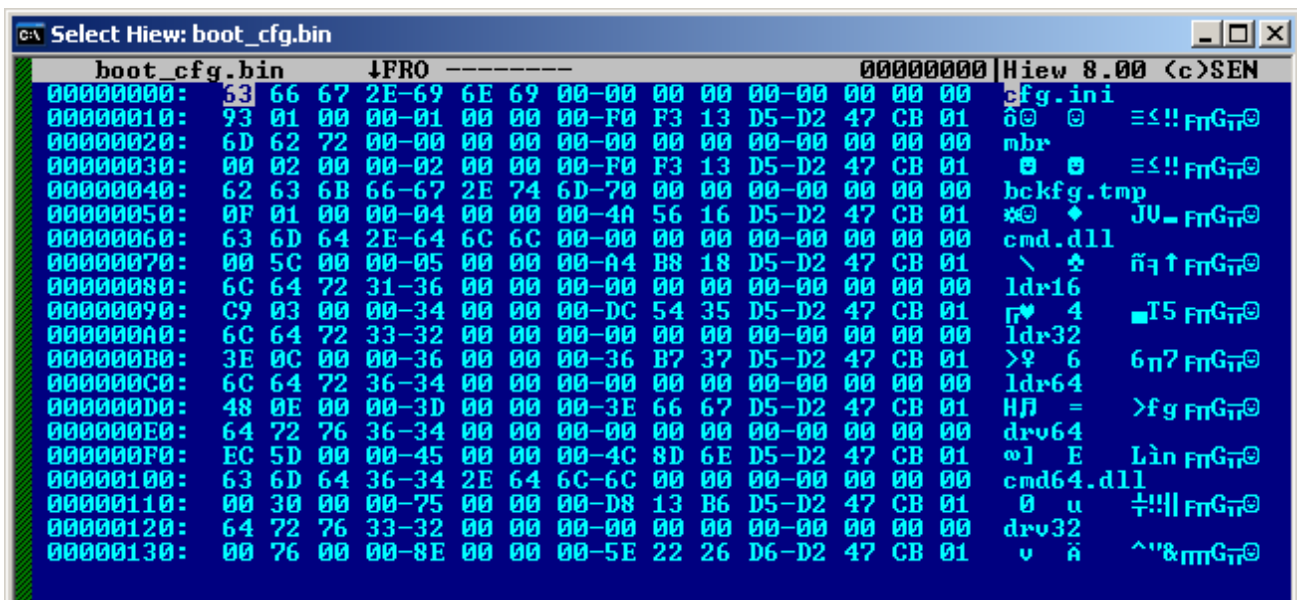 Select Hiew: boot_cfg.bin
boot_cfg.bin ↓FRO -------- 00000000|Hiew 8.00 (c)SEN
00000000: 63 66 67 2E-69 6E 69 00-00 00 00 00-00 00 00 00 cfg.ini
00000010: 93 01 00 00-01 00 00 00-F0 F3 13 D5-D2 47 CB 01 ô☺ ☺ ≡≤‼╒╥G╦☺
00000020: 6D 62 72 00-00 00 00 00-00 00 00 00-00 00 00 00 mbr
00000030: 00 02 00 00-02 00 00 00-F0 F3 13 D5-D2 47 CB 01 ☻ ☻ ≡≤‼╒╥G╦☺
00000040: 62 63 6B 66-67 2E 74 6D-70 00 00 00-00 00 00 00 bckfg.tmp
00000050: 0F 01 00 00-04 00 00 00-4A 56 16 D5-D2 47 CB 01 ☼☺ ♦ JV▬╒╥G╦☺
00000060: 63 6D 64 2E-64 6C 6C 00-00 00 00 00-00 00 00 00 cmd.dll
00000070: 00 5C 00 00-05 00 00 00-A4 B8 18 D5-D2 47 CB 01 \ ♣ ñ╕↑╒╥G╦☺
00000080: 6C 64 72 31-36 00 00 00-00 00 00 00-00 00 00 00 ldr16
00000090: C9 03 00 00-34 00 00 00-DC 54 35 D5-D2 47 CB 01 ╔♥ 4 ▄T5╒╥G╦☺
000000A0: 6C 64 72 33-32 00 00 00-00 00 00 00-00 00 00 00 ldr32
000000B0: 3E 0C 00 00-36 00 00 00-36 B7 37 D5-D2 47 CB 01 >♀ 6 6╖7╒╥G╦☺
000000C0: 6C 64 72 36-34 00 00 00-00 00 00 00-00 00 00 00 ldr64
000000D0: 48 0E 00 00-3D 00 00 00-3E 66 67 D5-D2 47 CB 01 H♫ = >fg╒╥G╦☺
000000E0: 64 72 76 36-34 00 00 00-00 00 00 00-00 00 00 00 drv64
000000F0: EC 5D 00 00-45 00 00 00-4C 8D 6E D5-D2 47 CB 01 ∞] E Lìn╒╥G╦☺
00000100: 63 6D 64 36-34 2E 64 6C-6C 00 00 00-00 00 00 00 cmd64.dll
00000110: 00 30 00 00-75 00 00 00-D8 13 B6 D5-D2 47 CB 01 0 u ╪‼╢╒╥G╦☺
00000120: 64 72 76 33-32 00 00 00-00 00 00 00-00 00 00 00 drv32
00000130: 00 76 00 00-8E 00 00 00-5E 22 26 D6-D2 47 CB 01 v Ä ^"&╓╥G╦☺